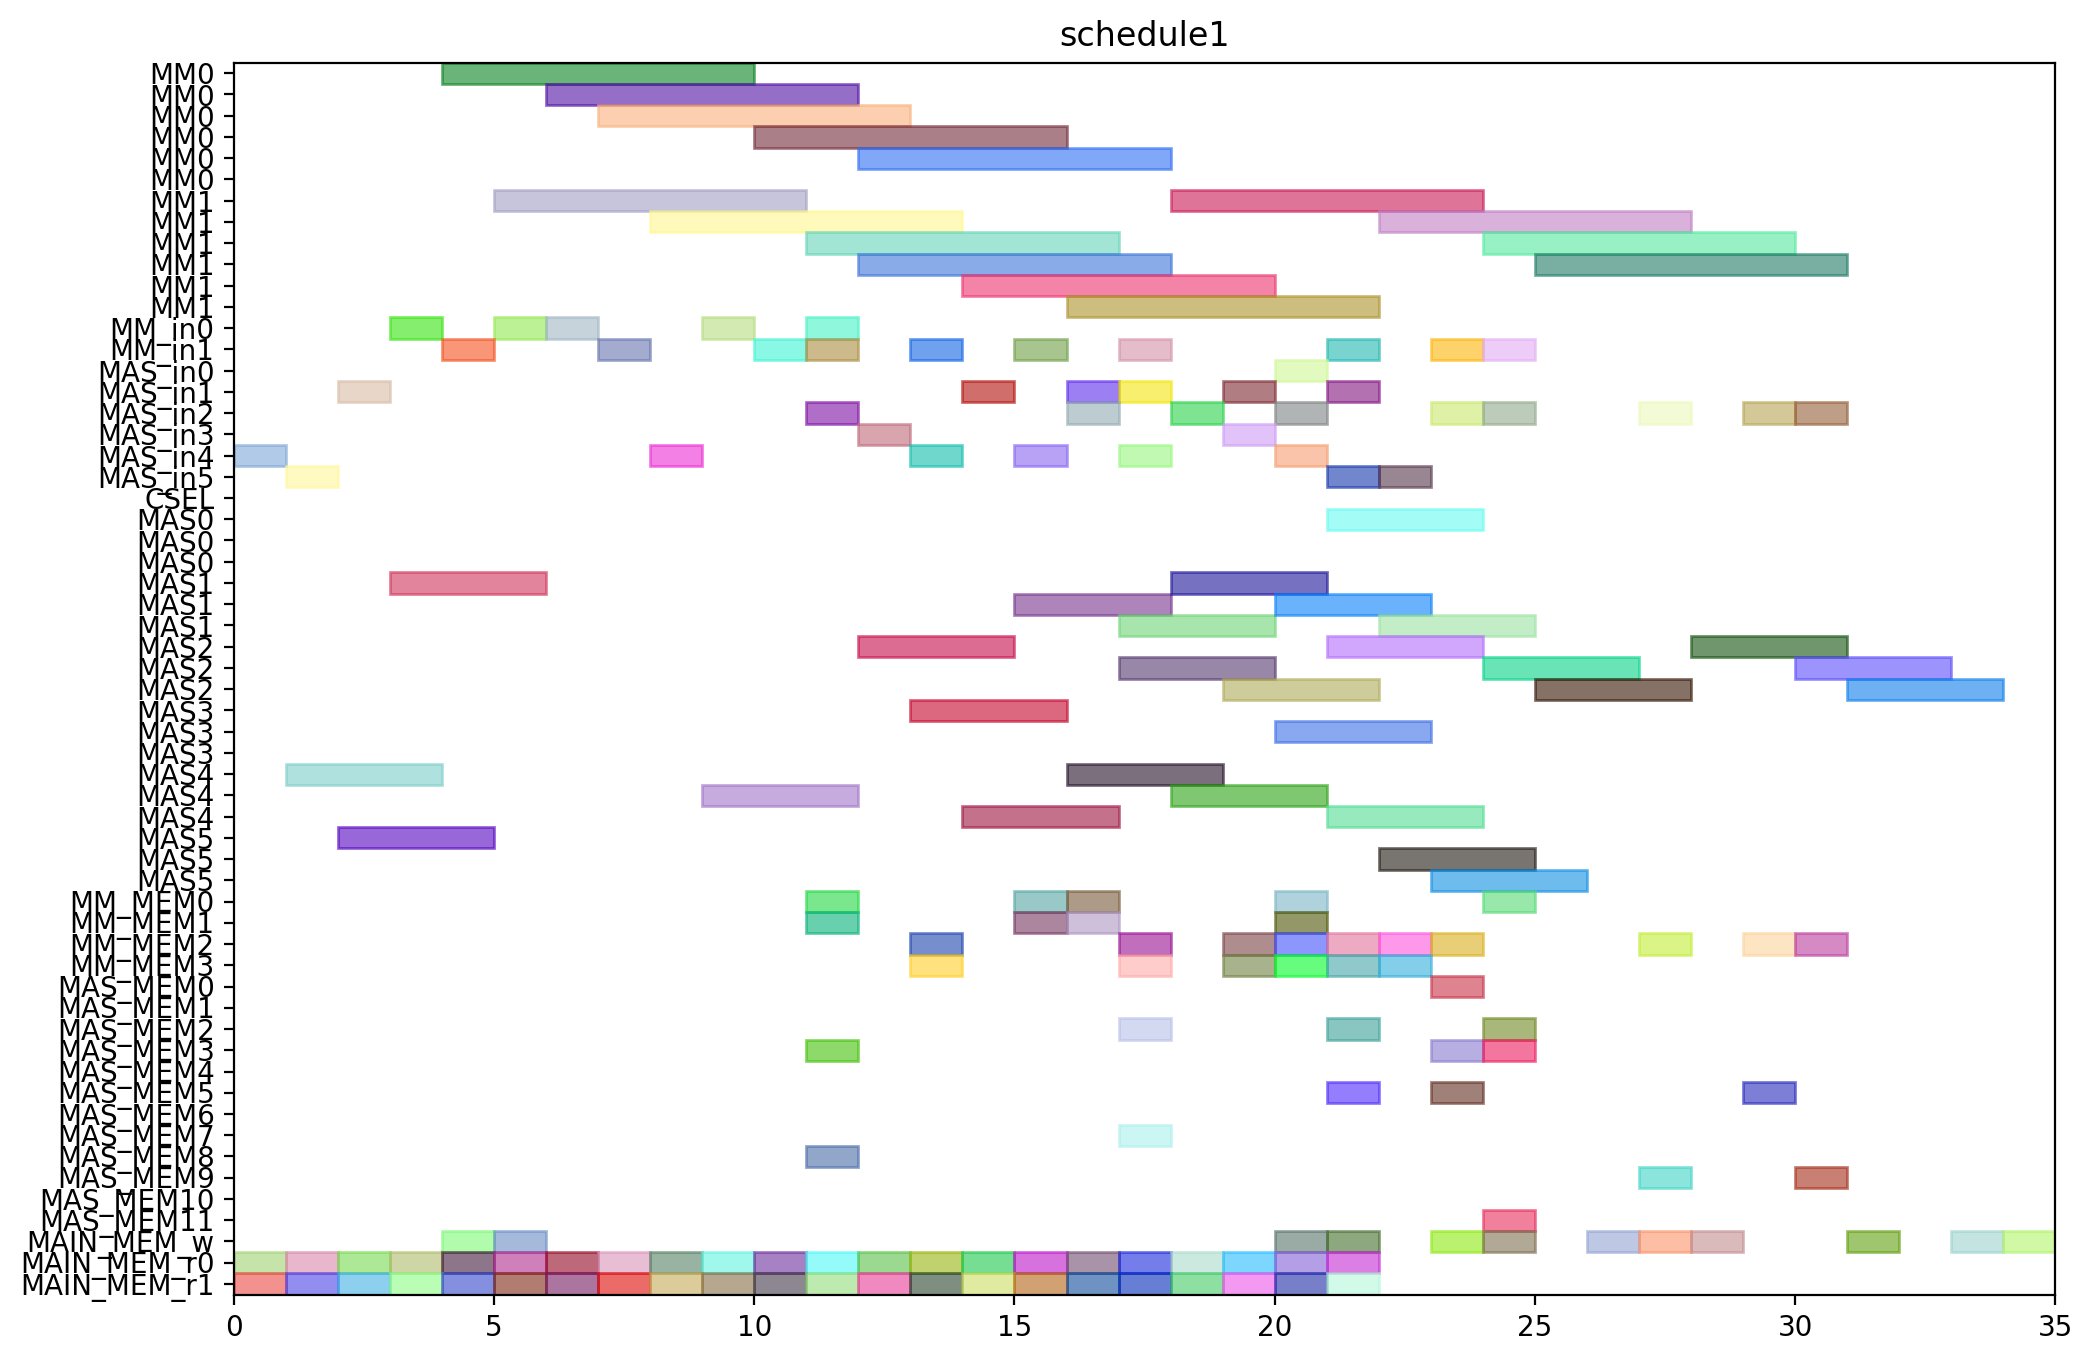 schedule1
MM0
MM0
MM0
MM0
MM0
MM0
MM1
MM1
MM1
MM1
MM1
MM1
MM_in0
MM_in1
MAS_in0
MAS_in1
MAS_in2
MAS_in3
MAS_in4
MAS_in5
CSEL
MAS0
MAS0
MAS0
MAS1
MAS1
MAS1
MAS2
MAS2
MAS2
MAS3
MAS3
MAS3
MAS4
MAS4
MAS4
MAS5
MAS5
MAS5
MM_MEM0
MM_MEM1
MM_MEM2
MM_MEM3
MAS_MEM0
MAS_MEM1
MAS_MEM2
MAS_MEM3
MAS_MEM4
MAS_MEM5
MAS_MEM6
MAS_MEM7
MAS_MEM8
MAS_MEM9
MAS_MEM10
MAS_MEM11
MAIN_MEM_w
MAIN_MEM_r0
MAIN_MEM_r1
0 5 10 15 20 25 30 35